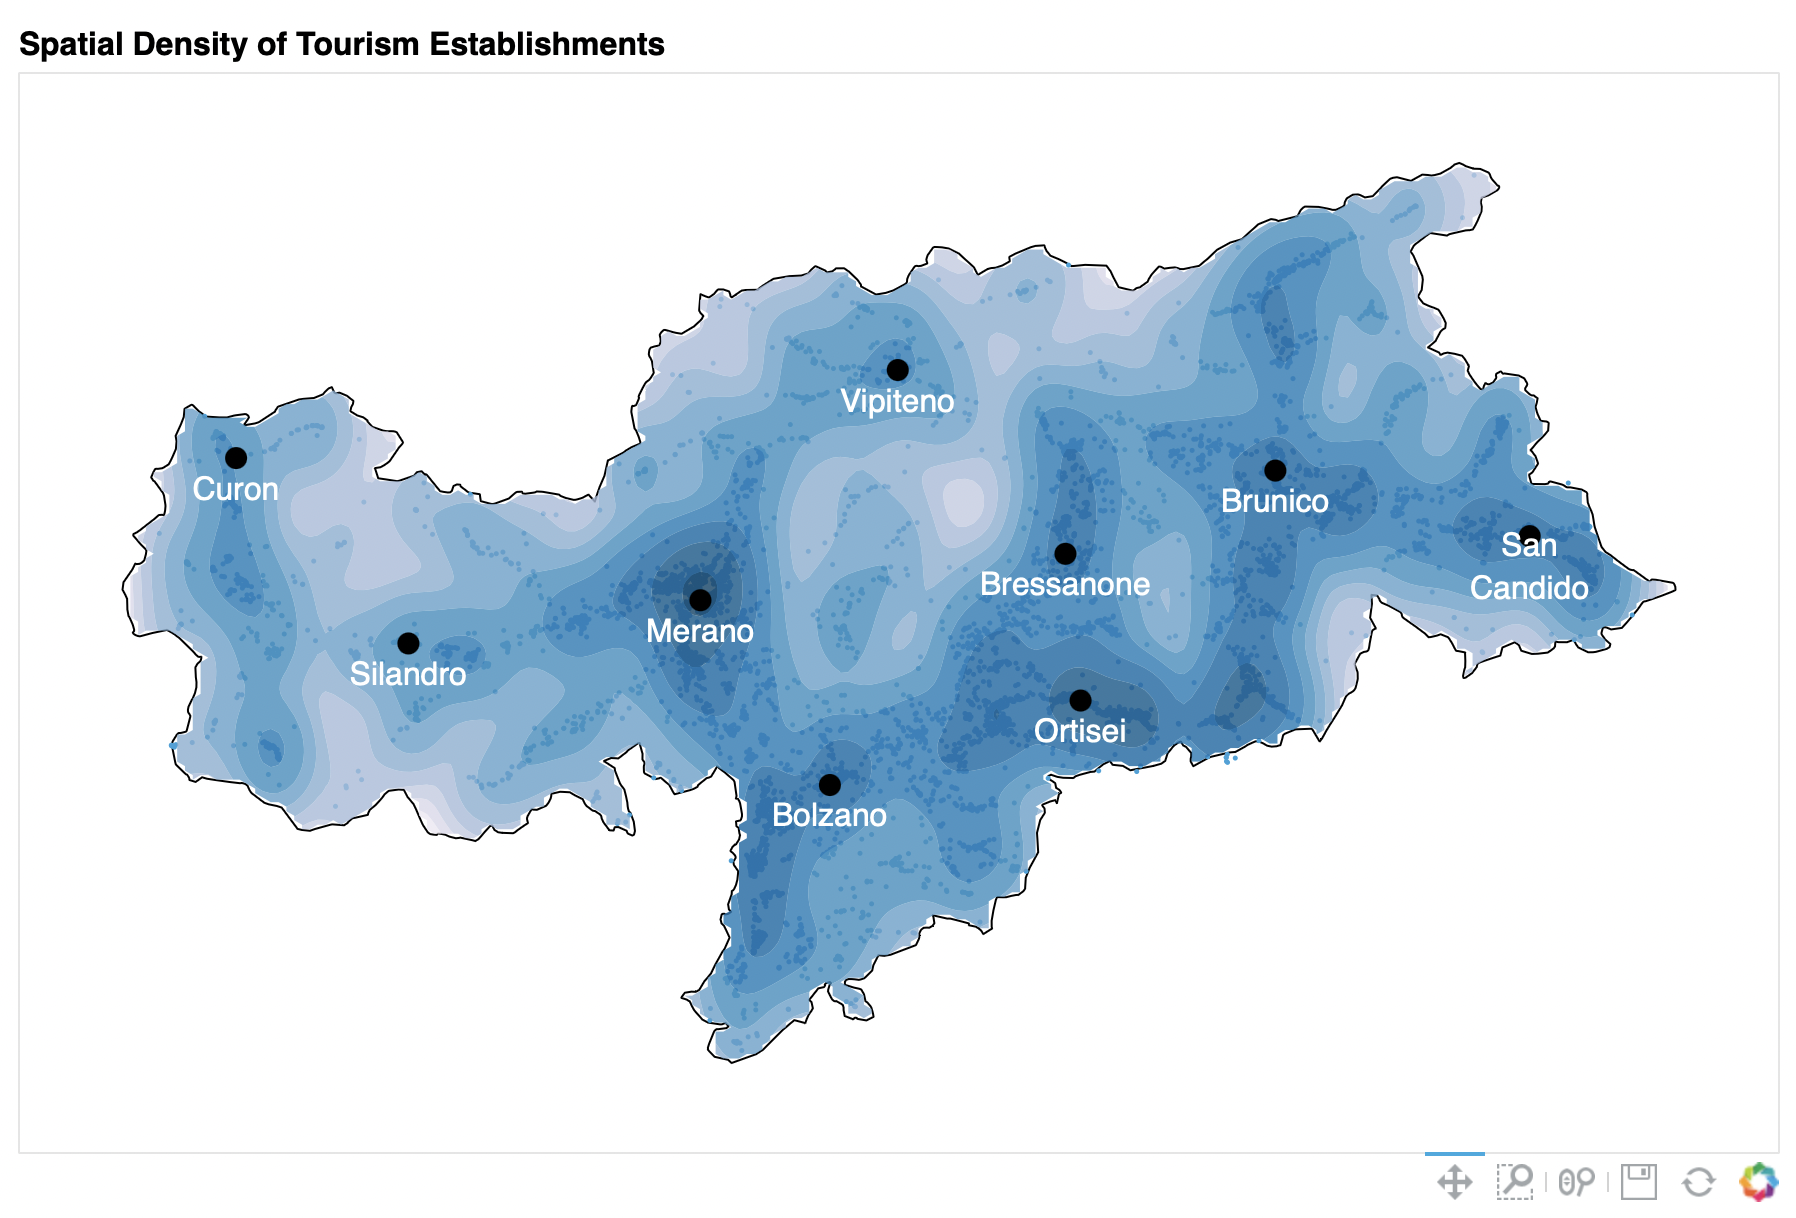 Spatial Density of Tourism Establishments
Vipiteno
Curon
Brunico
San
Candido
Bressanone
Merano
Silandro
Ortisei
Bolzano